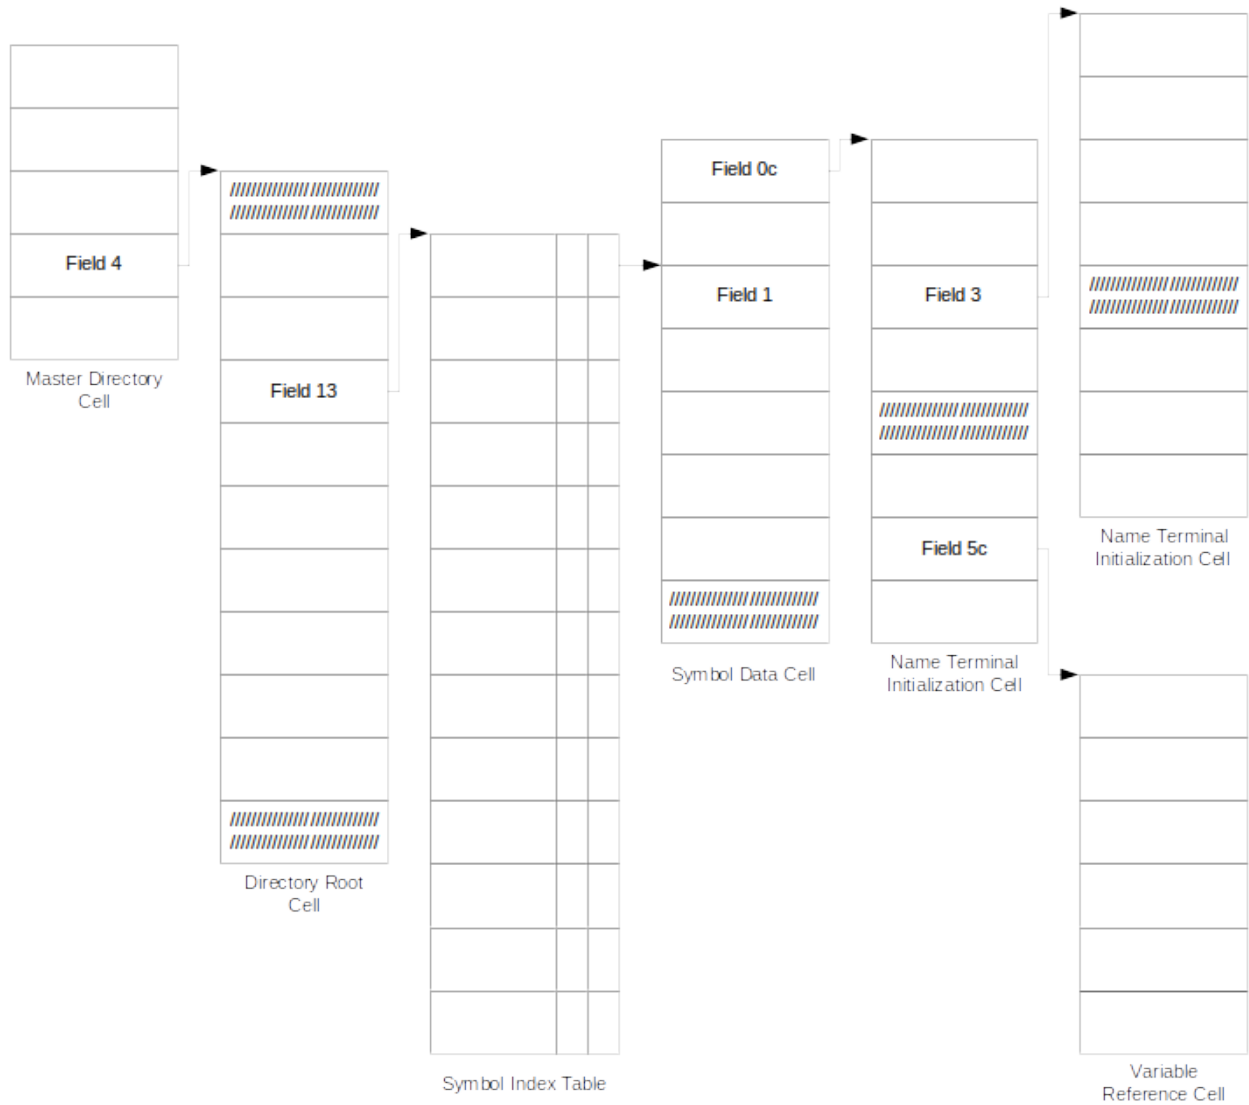 Field 0c
Field 4
Field 1
Field 3
Field 13
Master Directory
Cell
Field 5c
Name Terminal
Initialization Cell
Symbol Data Cell
Name Terminal
Initialization Cell
Directory Root
Cell
Symbol Index Table
Variable
Reference Cell